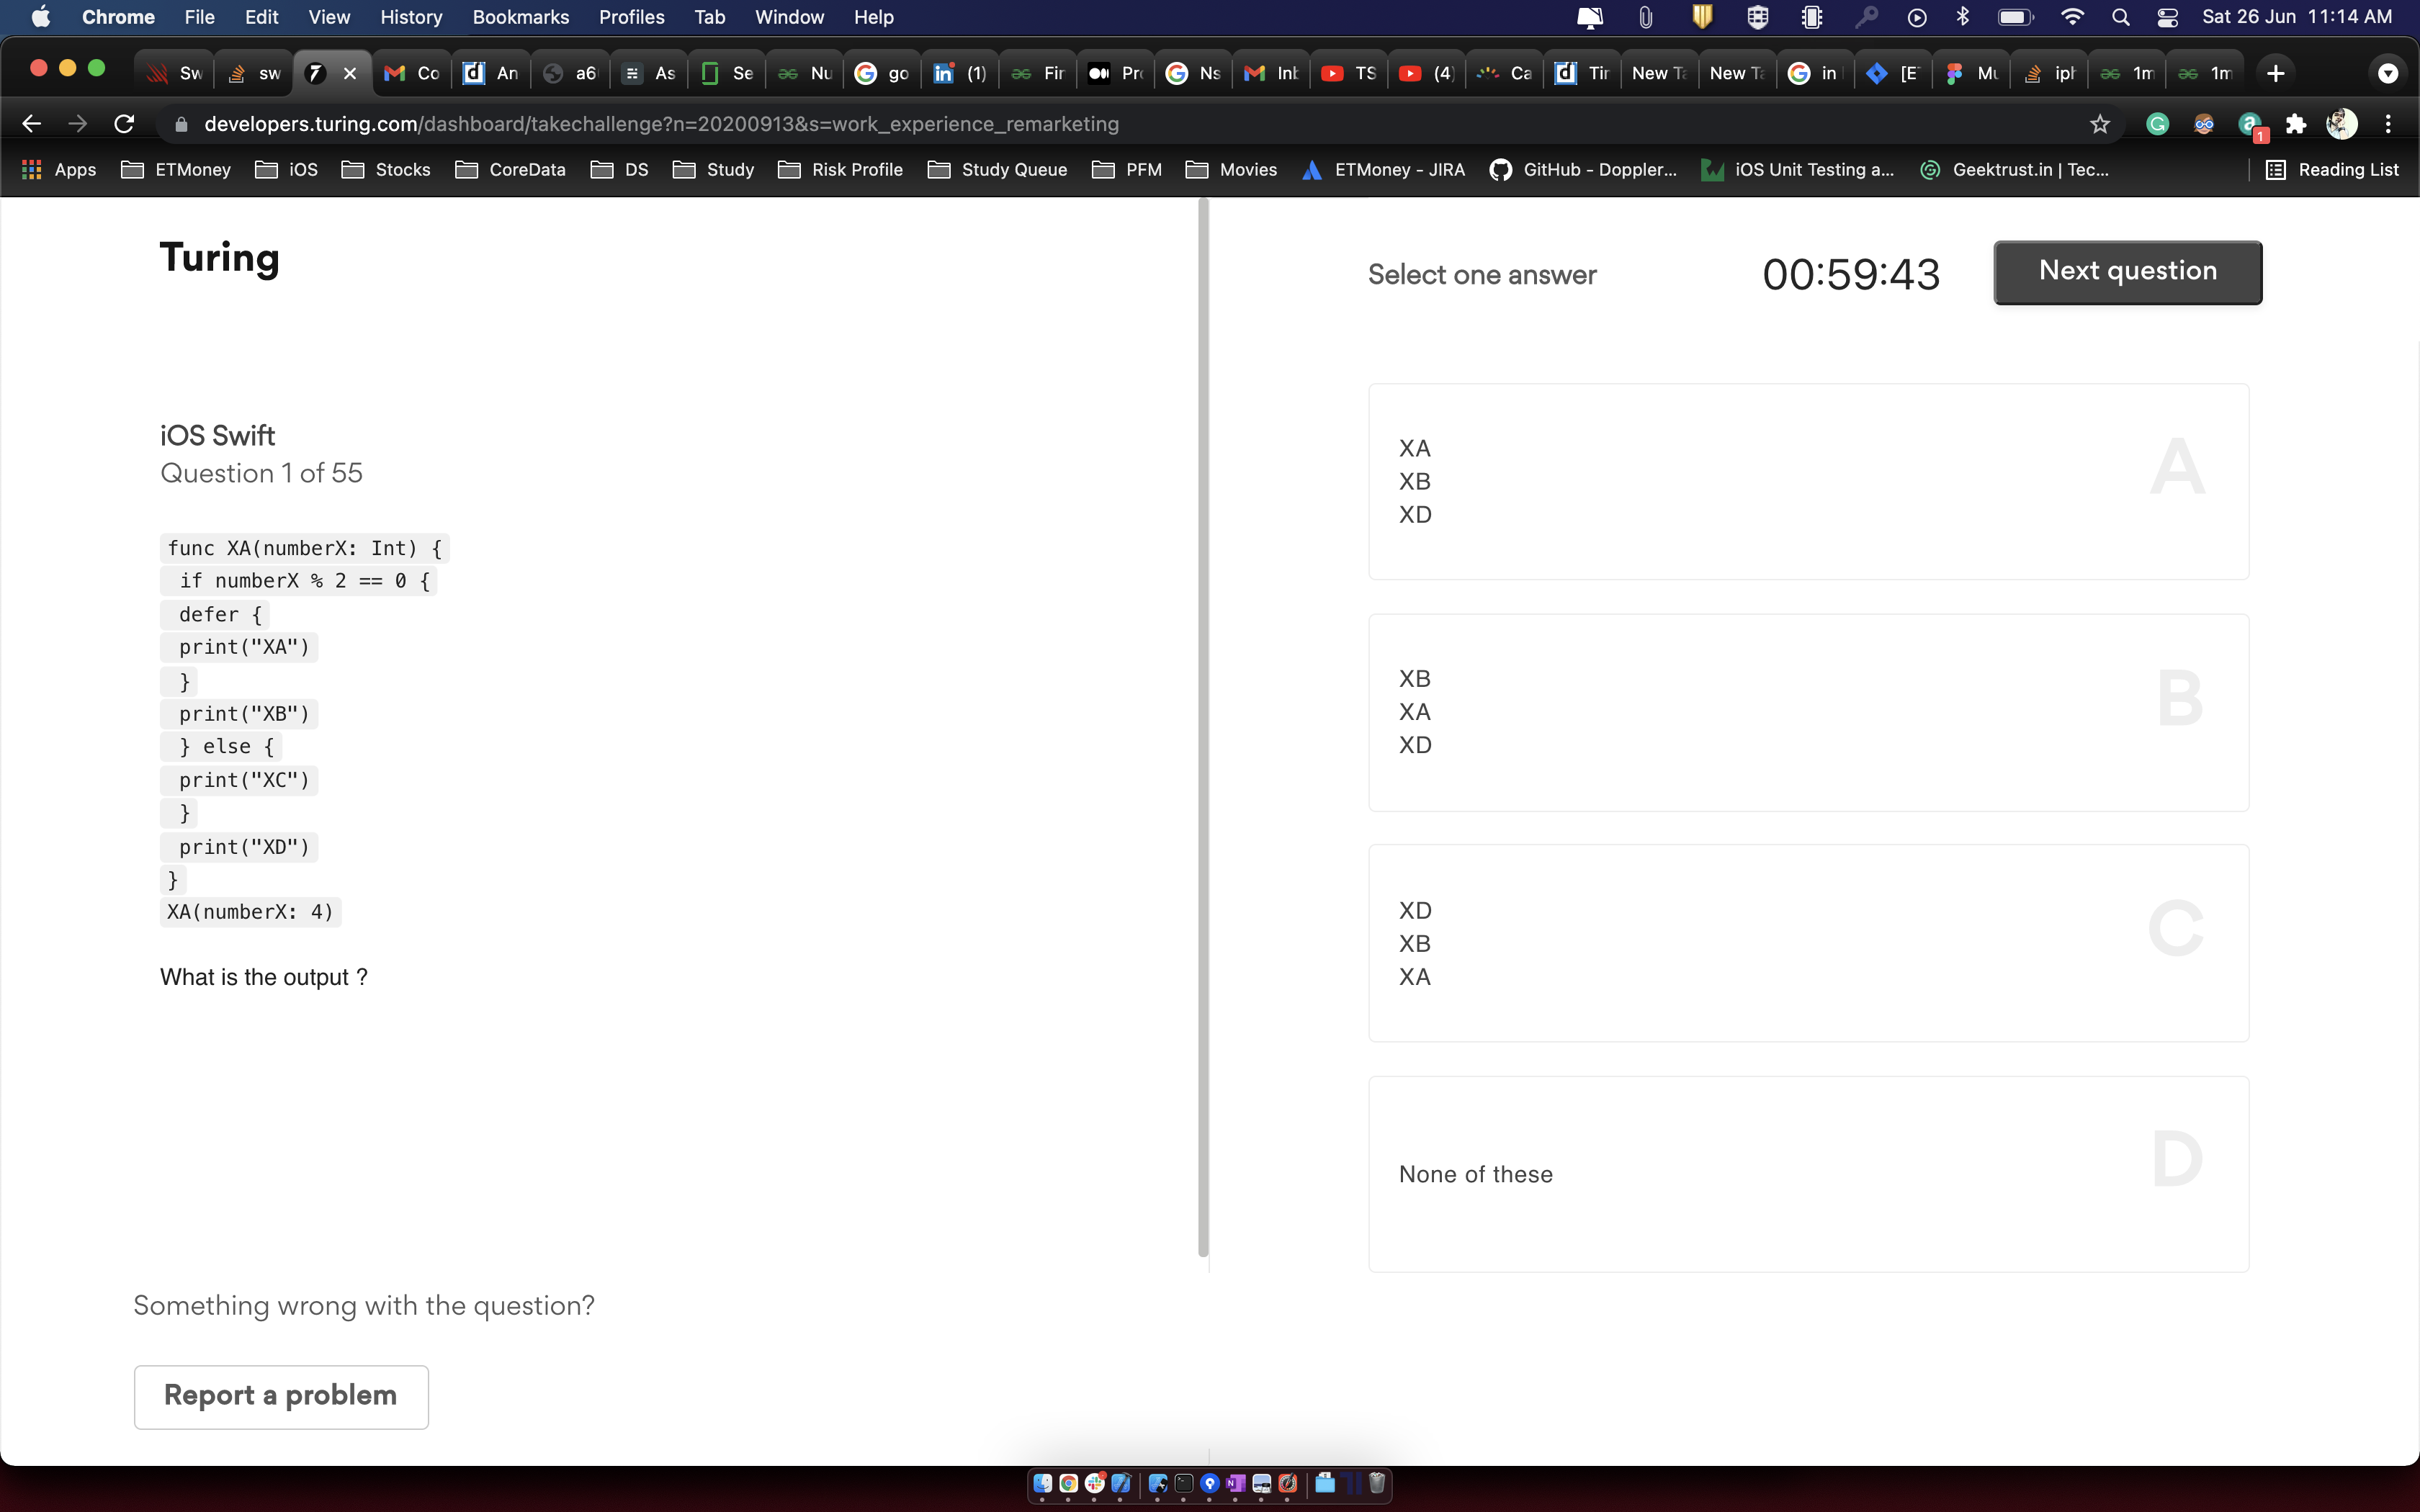 Chrome File Edit View History Bookmarks Profiles Tab Window Help Sat 26 Jun 11:14 AM
Sw sw Co An a6 As Se Nu go (1) Fir Pro Ns Inb TS (4) Ca Tir New Ta New Ta in [E Mu iph 1m 1m
developers.turing.com/dashboard/takechallenge?n=20200913&s=work_experience_remarketing 1
Apps ETMoney iOS Stocks CoreData DS Study Risk Profile Study Queue PFM Movies ETMoney - JIRA GitHub - Doppler... iOS Unit Testing a... Geektrust.in | Tec... Reading List
Turing
iOS Swift
Question 1 of 55
func XA(numberX: Int) {
if numberX % 2 == 0 {
defer {
print("XA")
}
print("XB")
} else {
print("XC")
}
print("XD")
}
XA(numberX: 4)
What is the output ?
Something wrong with the question?
Report a problem
Select one answer 00:59:43 Next question
XA
XB
XD
A
XB
XA
XD
B
XD
XB
XA
C
None of these
D